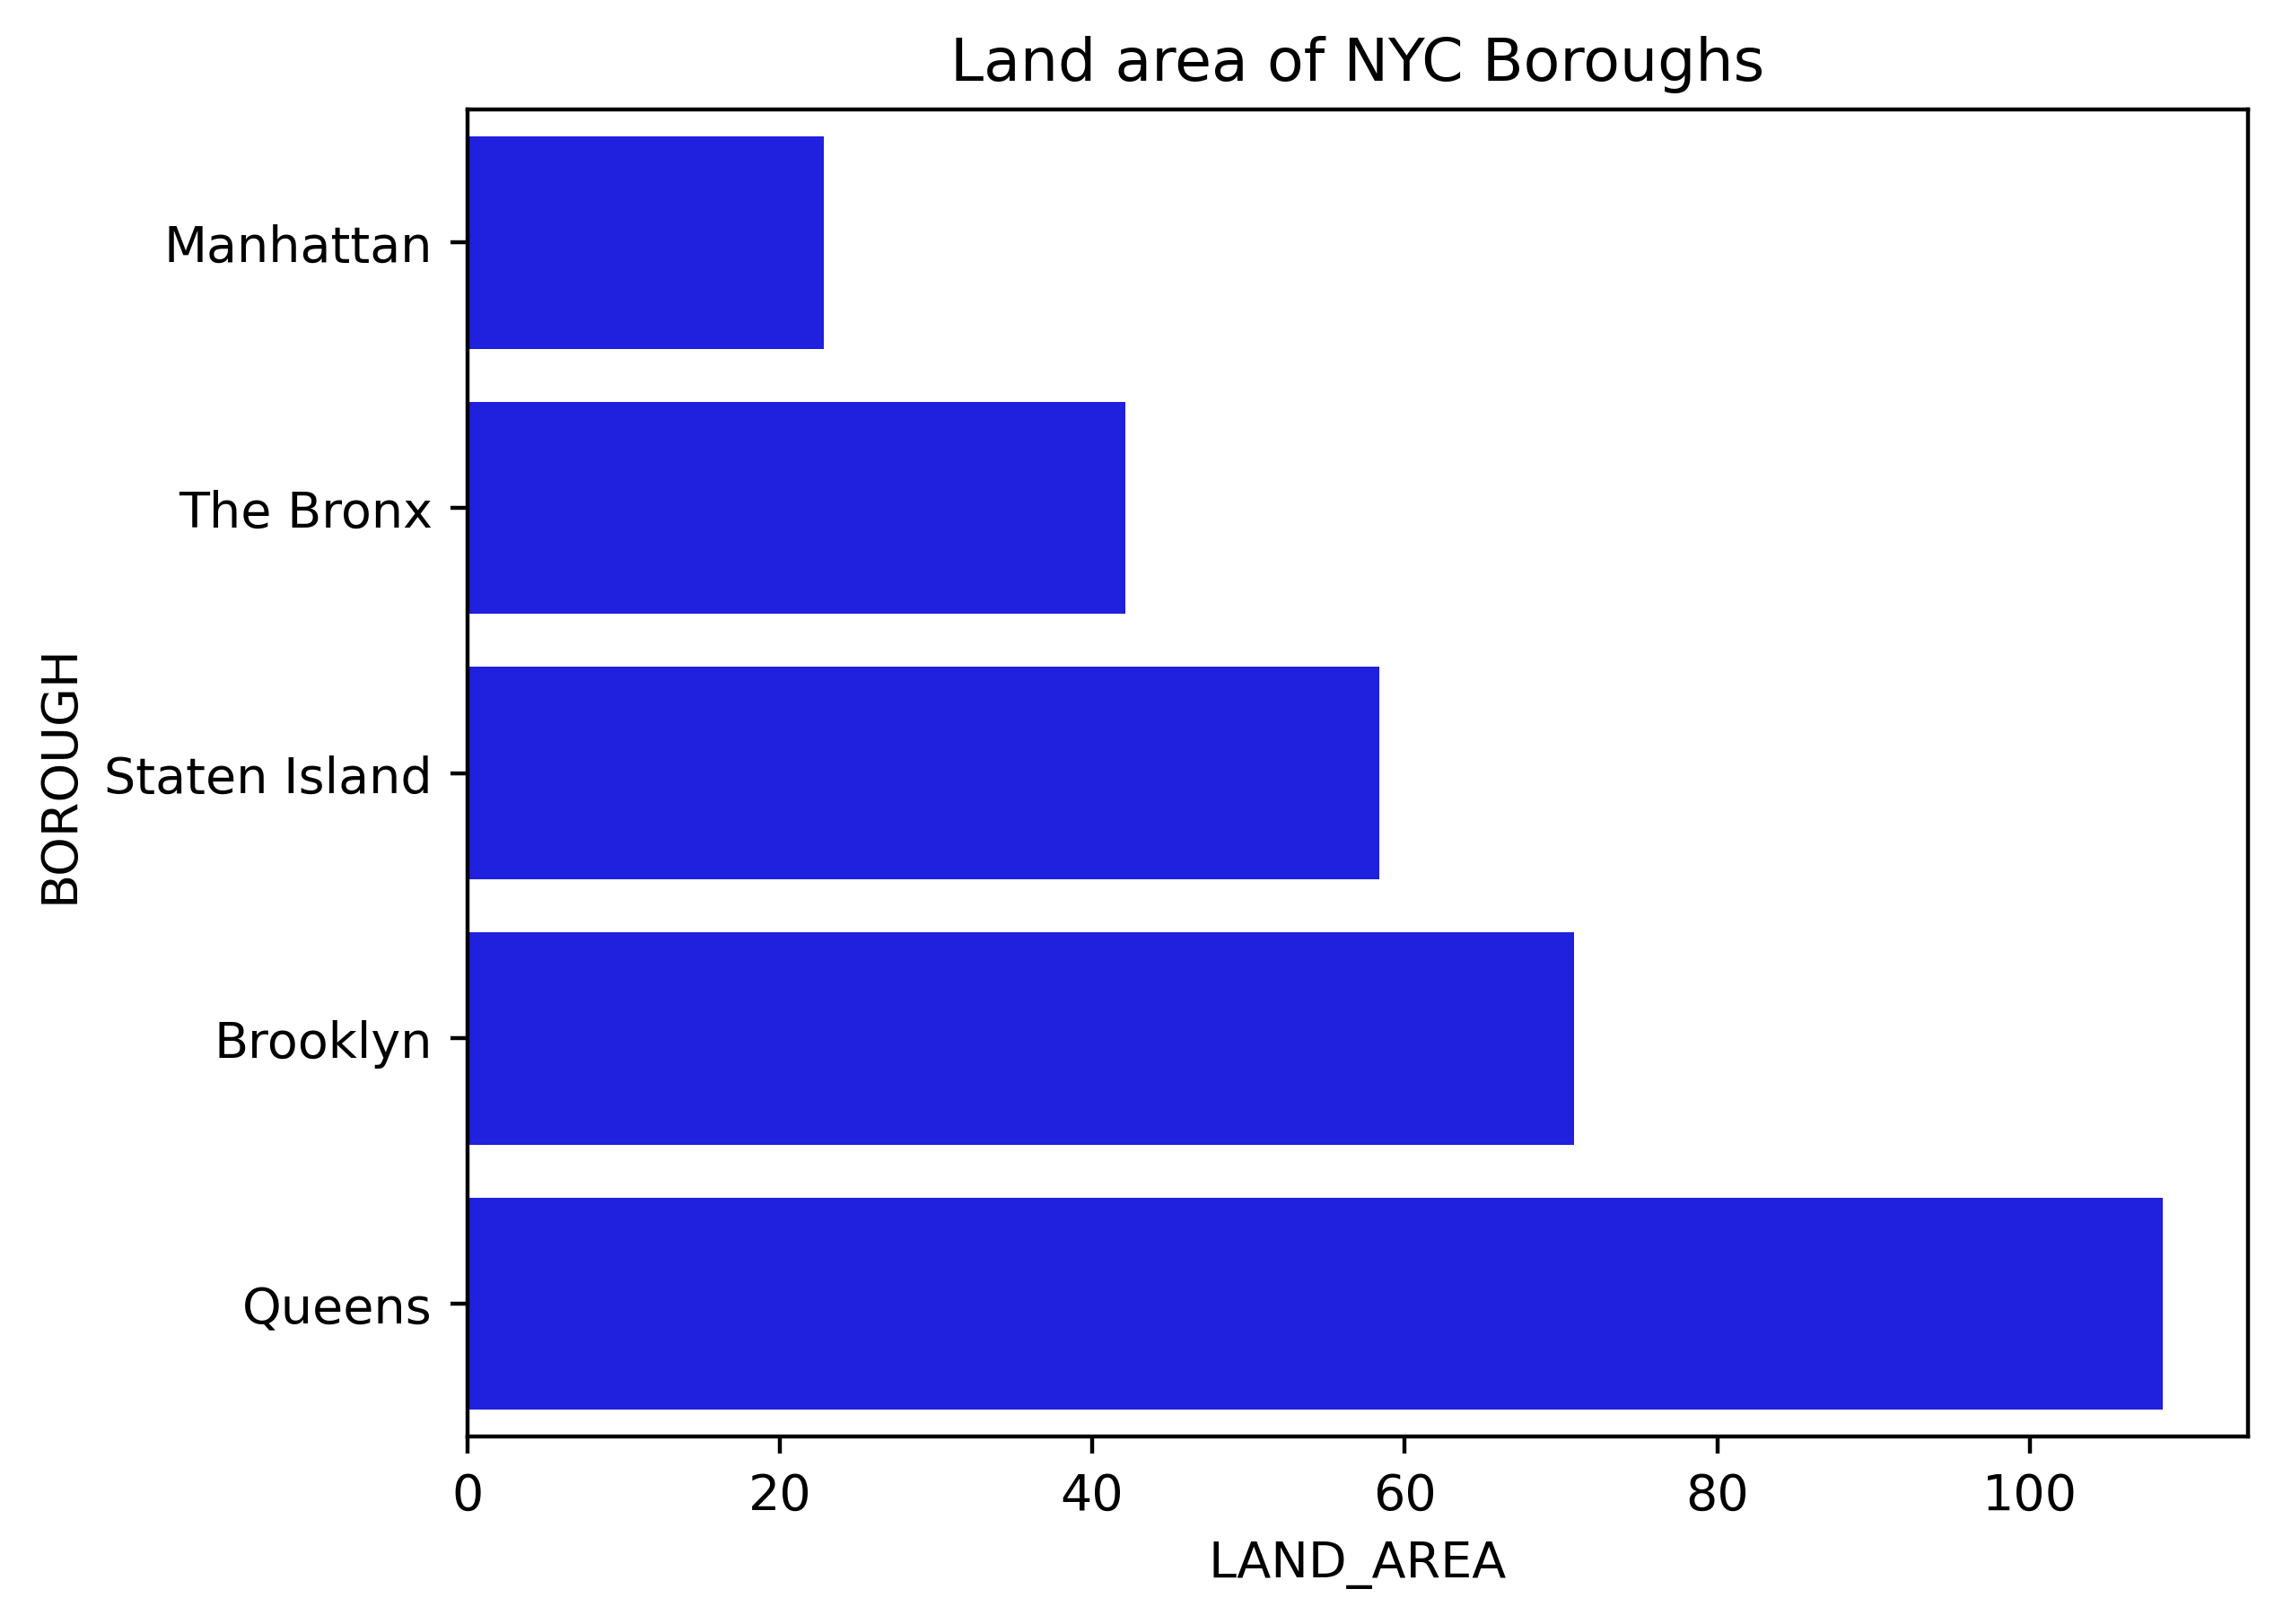 Land area of NYC Boroughs
BOROUGH
Manhattan
The Bronx
Staten Island
Brooklyn
Queens
0 20 40 60 80 100
LAND_AREA